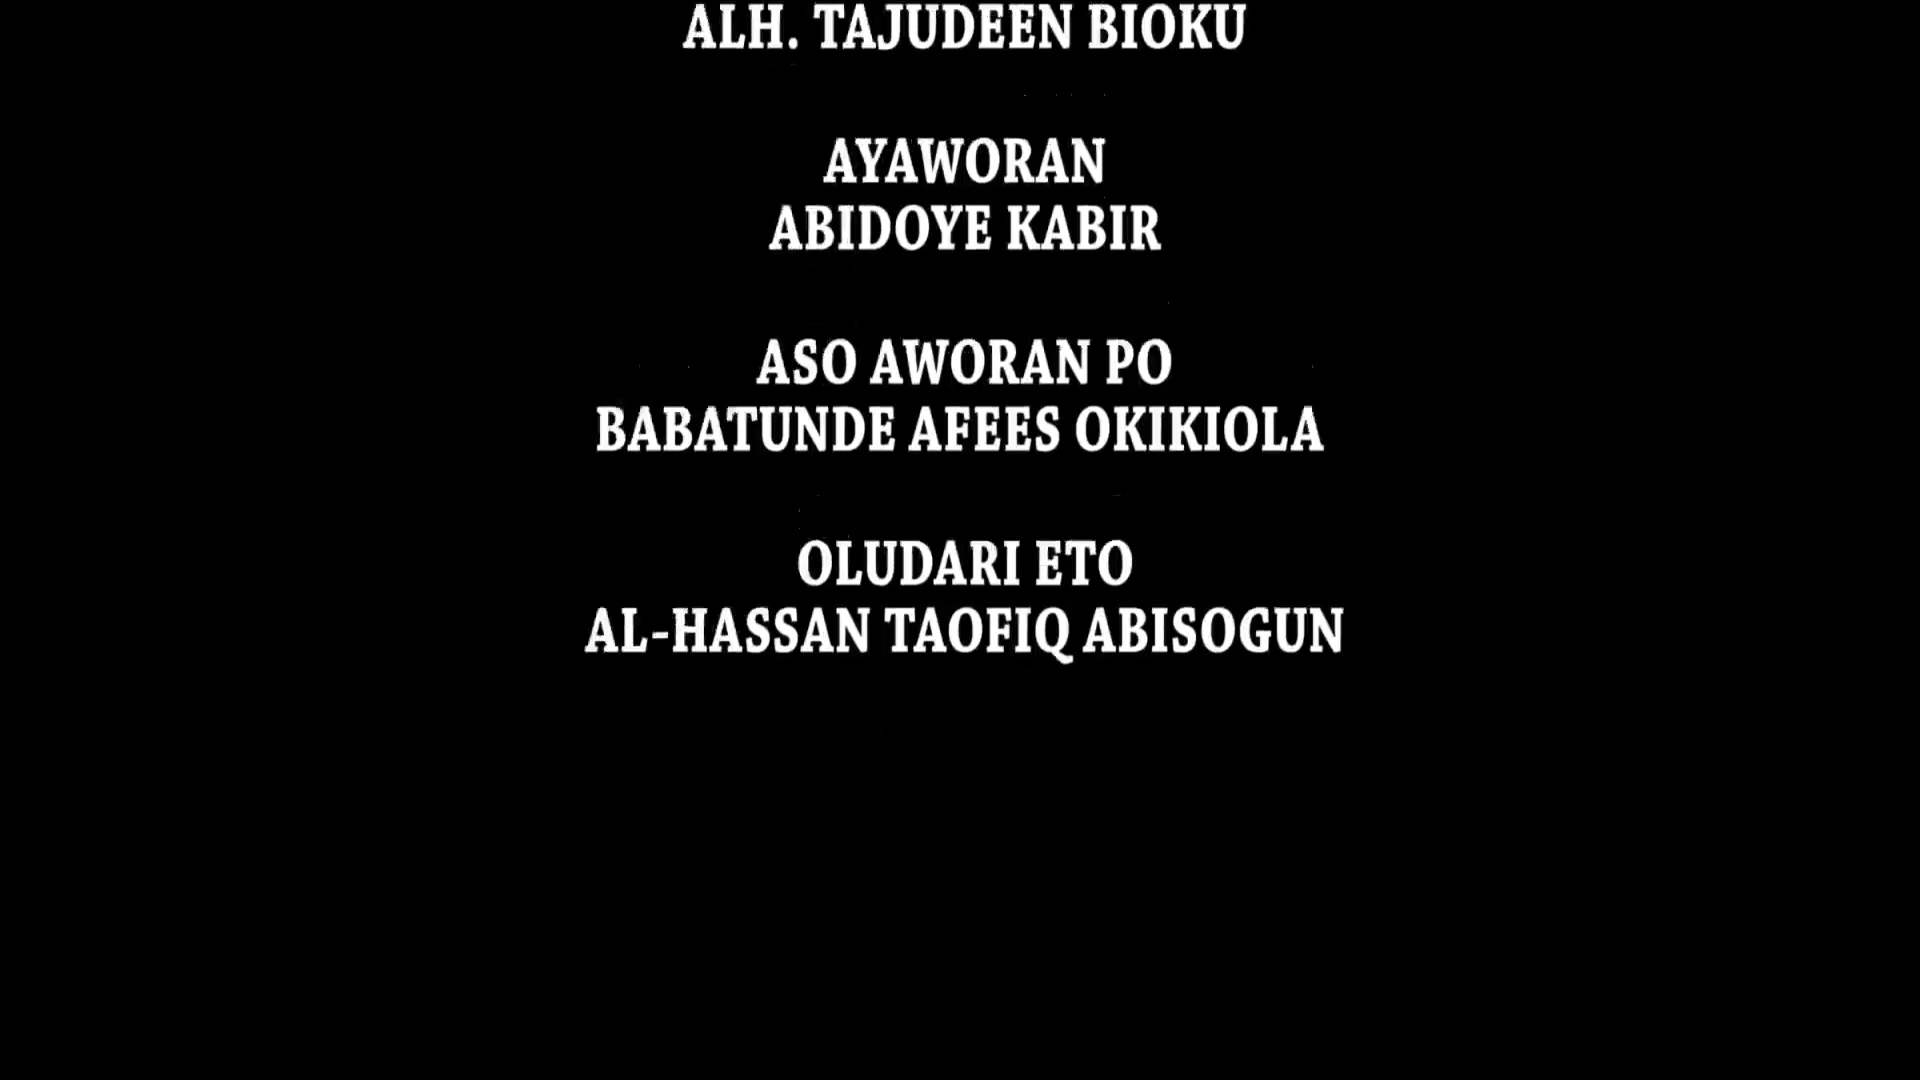 ALH. TAJUDEEN BIOKU
AYAWORAN
ABIDOYE KABIR
ASO AWORAN PO
BABATUNDE AFEES OKIKIOLA
OLUDARI ETO
AL-HASSAN TAOFIQ ABISOGUN